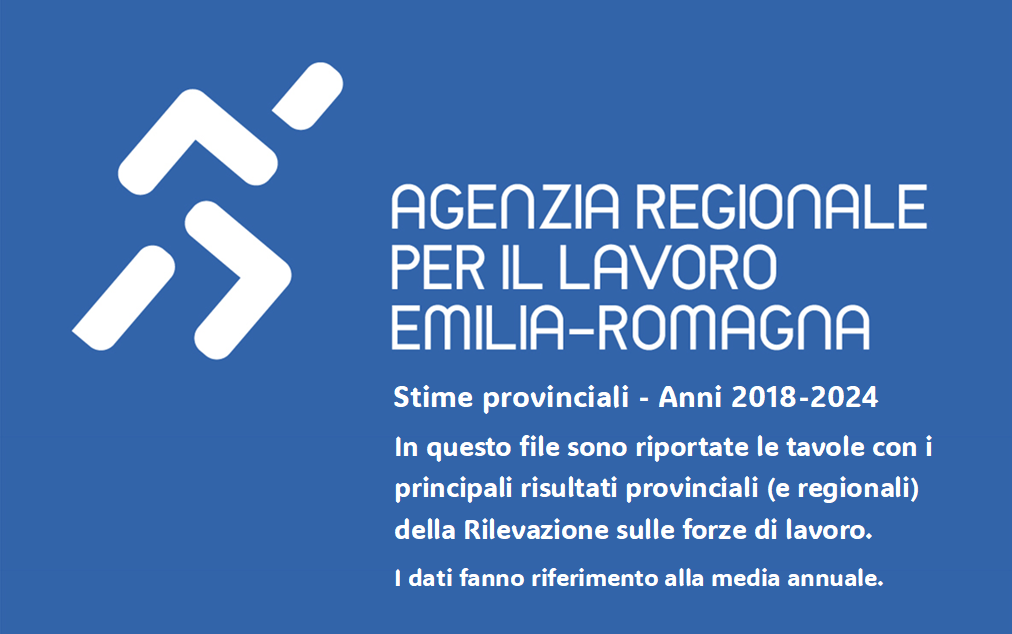 AGENZIA REGIONALE
PER IL LAVORO
EMILIA-ROMAGNA
Stime provinciali - Anni 2018-2024
In questo file sono riportate le tavole con i
principali risultati provinciali (e regionali)
della Rilevazione sulle forze di lavoro.
I dati fanno riferimento alla media annuale.